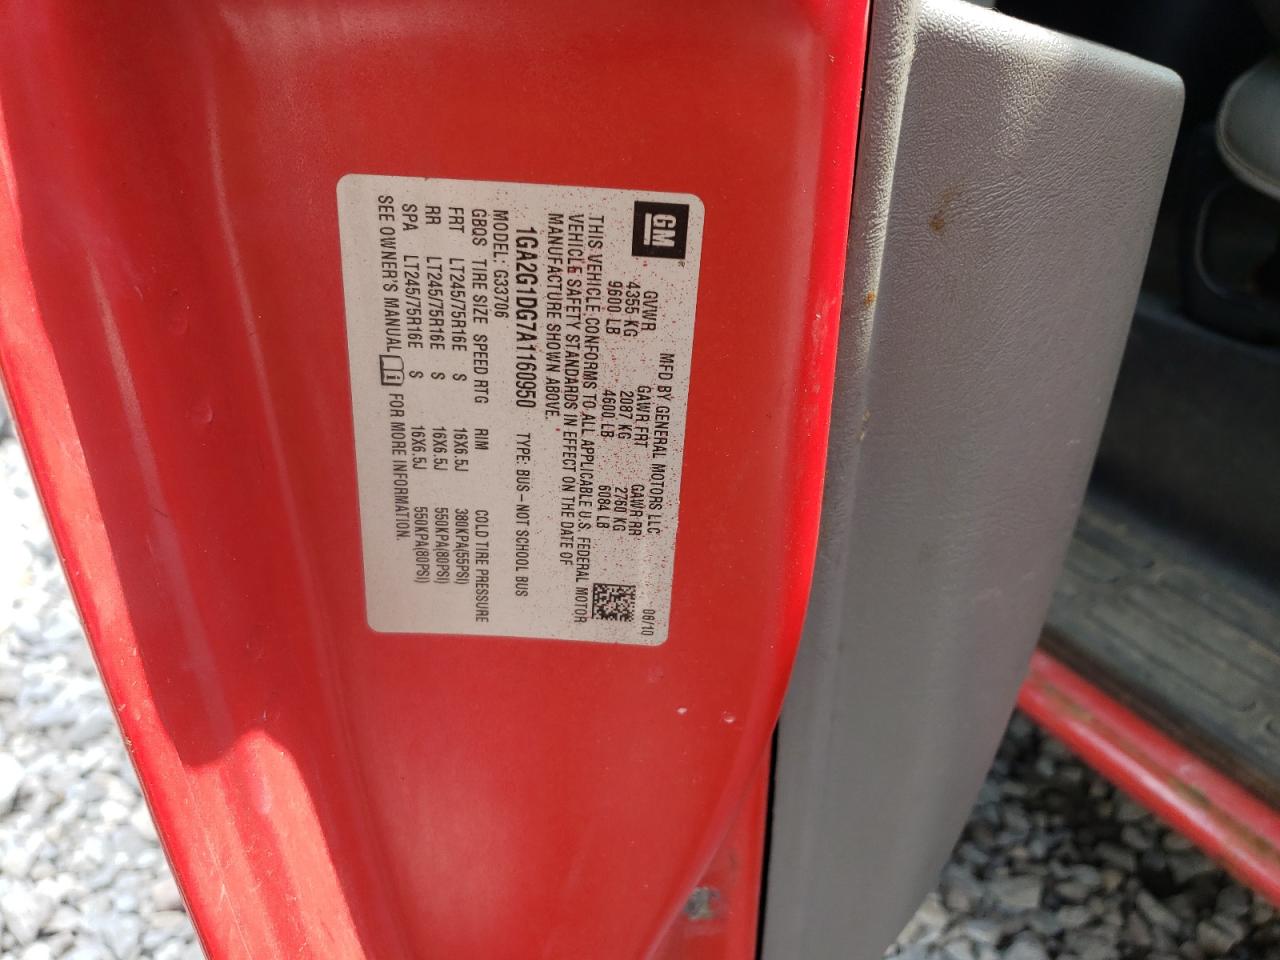 GM
MFD BY GENERAL MOTORS LLC 06/10
GVWR GAWR FRT GAWR RR
4355 KG 2087 KG 2760 KG
9600 LB 4600 LB 6084 LB
THIS VEHICLE CONFORMS TO ALL APPLICABLE U.S. FEDERAL MOTOR
VEHICLE SAFETY STANDARDS IN EFFECT ON THE DATE OF
MANUFACTURE SHOWN ABOVE.
1GA2G1DG7A1160950 TYPE: BUS – NOT SCHOOL BUS
MODEL: G33706
GBQS TIRE SIZE SPEED RTG RIM COLD TIRE PRESSURE
FRT LT245/75R16E S 16X6.5J 380KPA(55PSI)
RR LT245/75R16E S 16X6.5J 550KPA(80PSI)
SPA LT245/75R16E S 16X6.5J 550KPA(80PSI)
SEE OWNER'S MANUAL i FOR MORE INFORMATION.